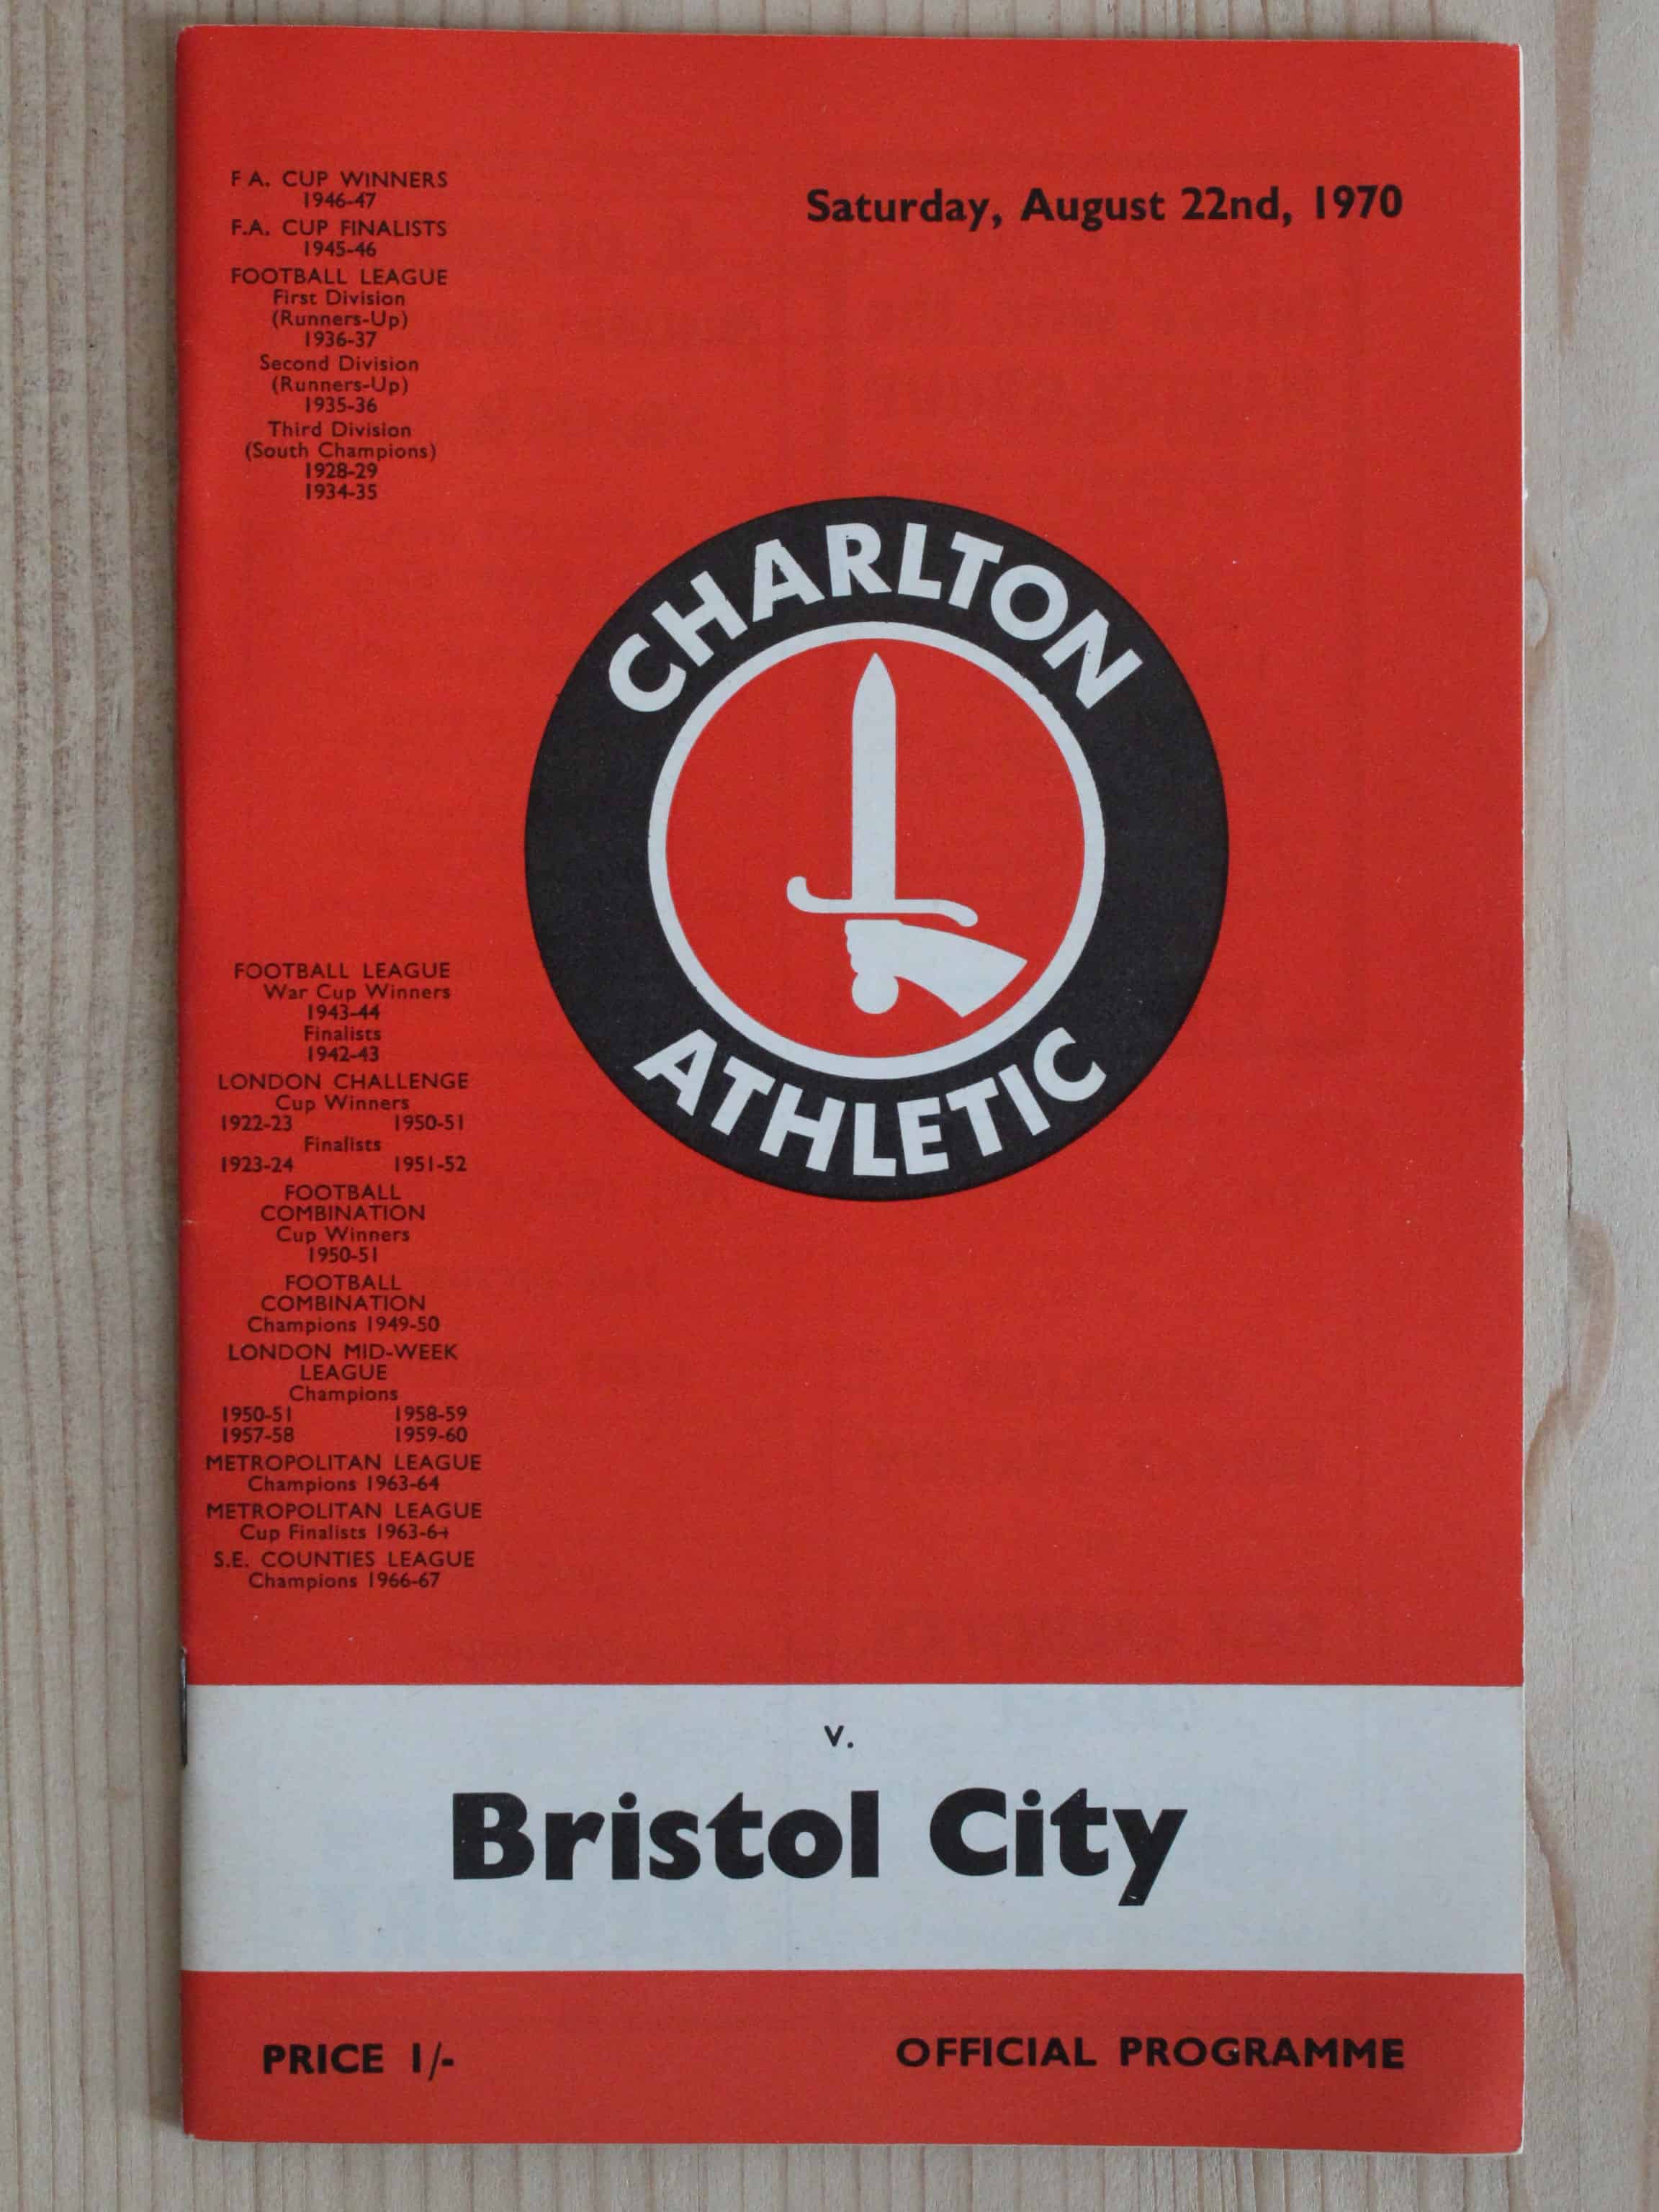 F A. CUP WINNERS
1946-47
F.A. CUP FINALISTS
1945-46
FOOTBALL LEAGUE
First Division
(Runners-Up)
1936-37
Second Division
(Runners-Up)
1935-36
Third Division
(South Champions)
1928-29
1934-35
Saturday, August 22nd, 1970
CHARLTON
ATHLETIC
FOOTBALL LEAGUE
War Cup Winners
1943-44
Finalists
1942-43
LONDON CHALLENGE
Cup Winners
1922-23 1950-51
Finalists
1923-24 1951-52
FOOTBALL
COMBINATION
Cup Winners
1950-51
FOOTBALL
COMBINATION
Champions 1949-50
LONDON MID-WEEK
LEAGUE
Champions
1950-51 1958-59
1957-58 1959-60
METROPOLITAN LEAGUE
Champions 1963-64
METROPOLITAN LEAGUE
Cup Finalists 1963-64
S.E. COUNTIES LEAGUE
Champions 1966-67
v.
Bristol City
PRICE 1/-
OFFICIAL PROGRAMME